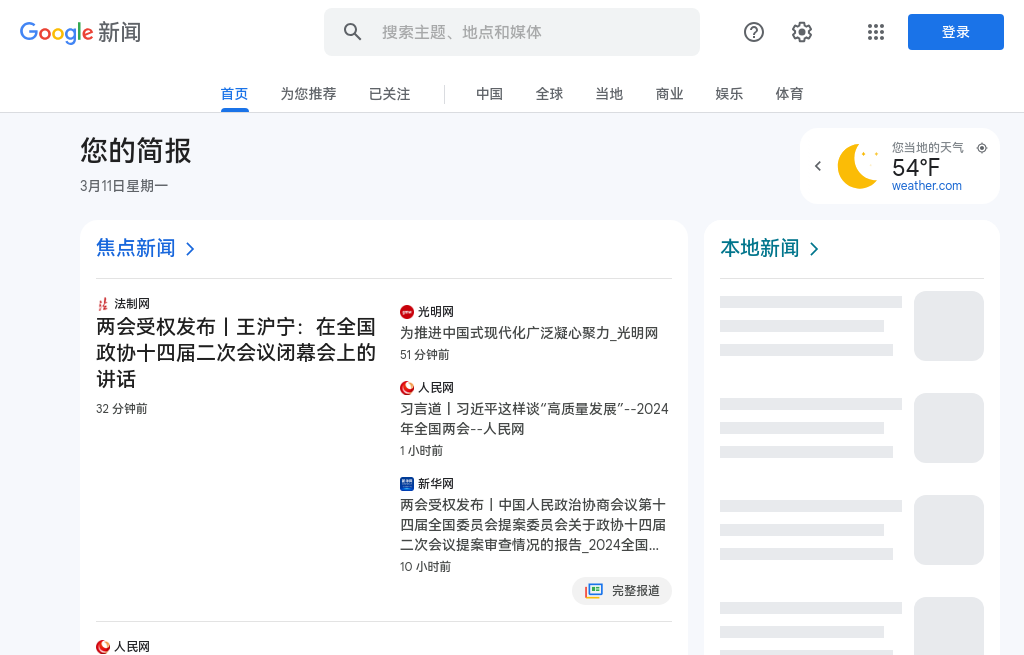 Google 新闻
搜索主题、地点和媒体
登录
首页 为您推荐 已关注 中国 全球 当地 商业 娱乐 体育
您的简报
3月11日星期一
您当地的天气
54°F
weather.com
焦点新闻
法制网
两会受权发布丨王沪宁：在全国
政协十四届二次会议闭幕会上的
讲话
32 分钟前
光明网
为推进中国式现代化广泛凝心聚力_光明网
51 分钟前
人民网
习言道丨习近平这样谈“高质量发展”--2024
年全国两会--人民网
1 小时前
新华网
两会受权发布丨中国人民政治协商会议第十
四届全国委员会提案委员会关于政协十四届
二次会议提案审查情况的报告_2024全国...
10 小时前
完整报道
人民网
本地新闻